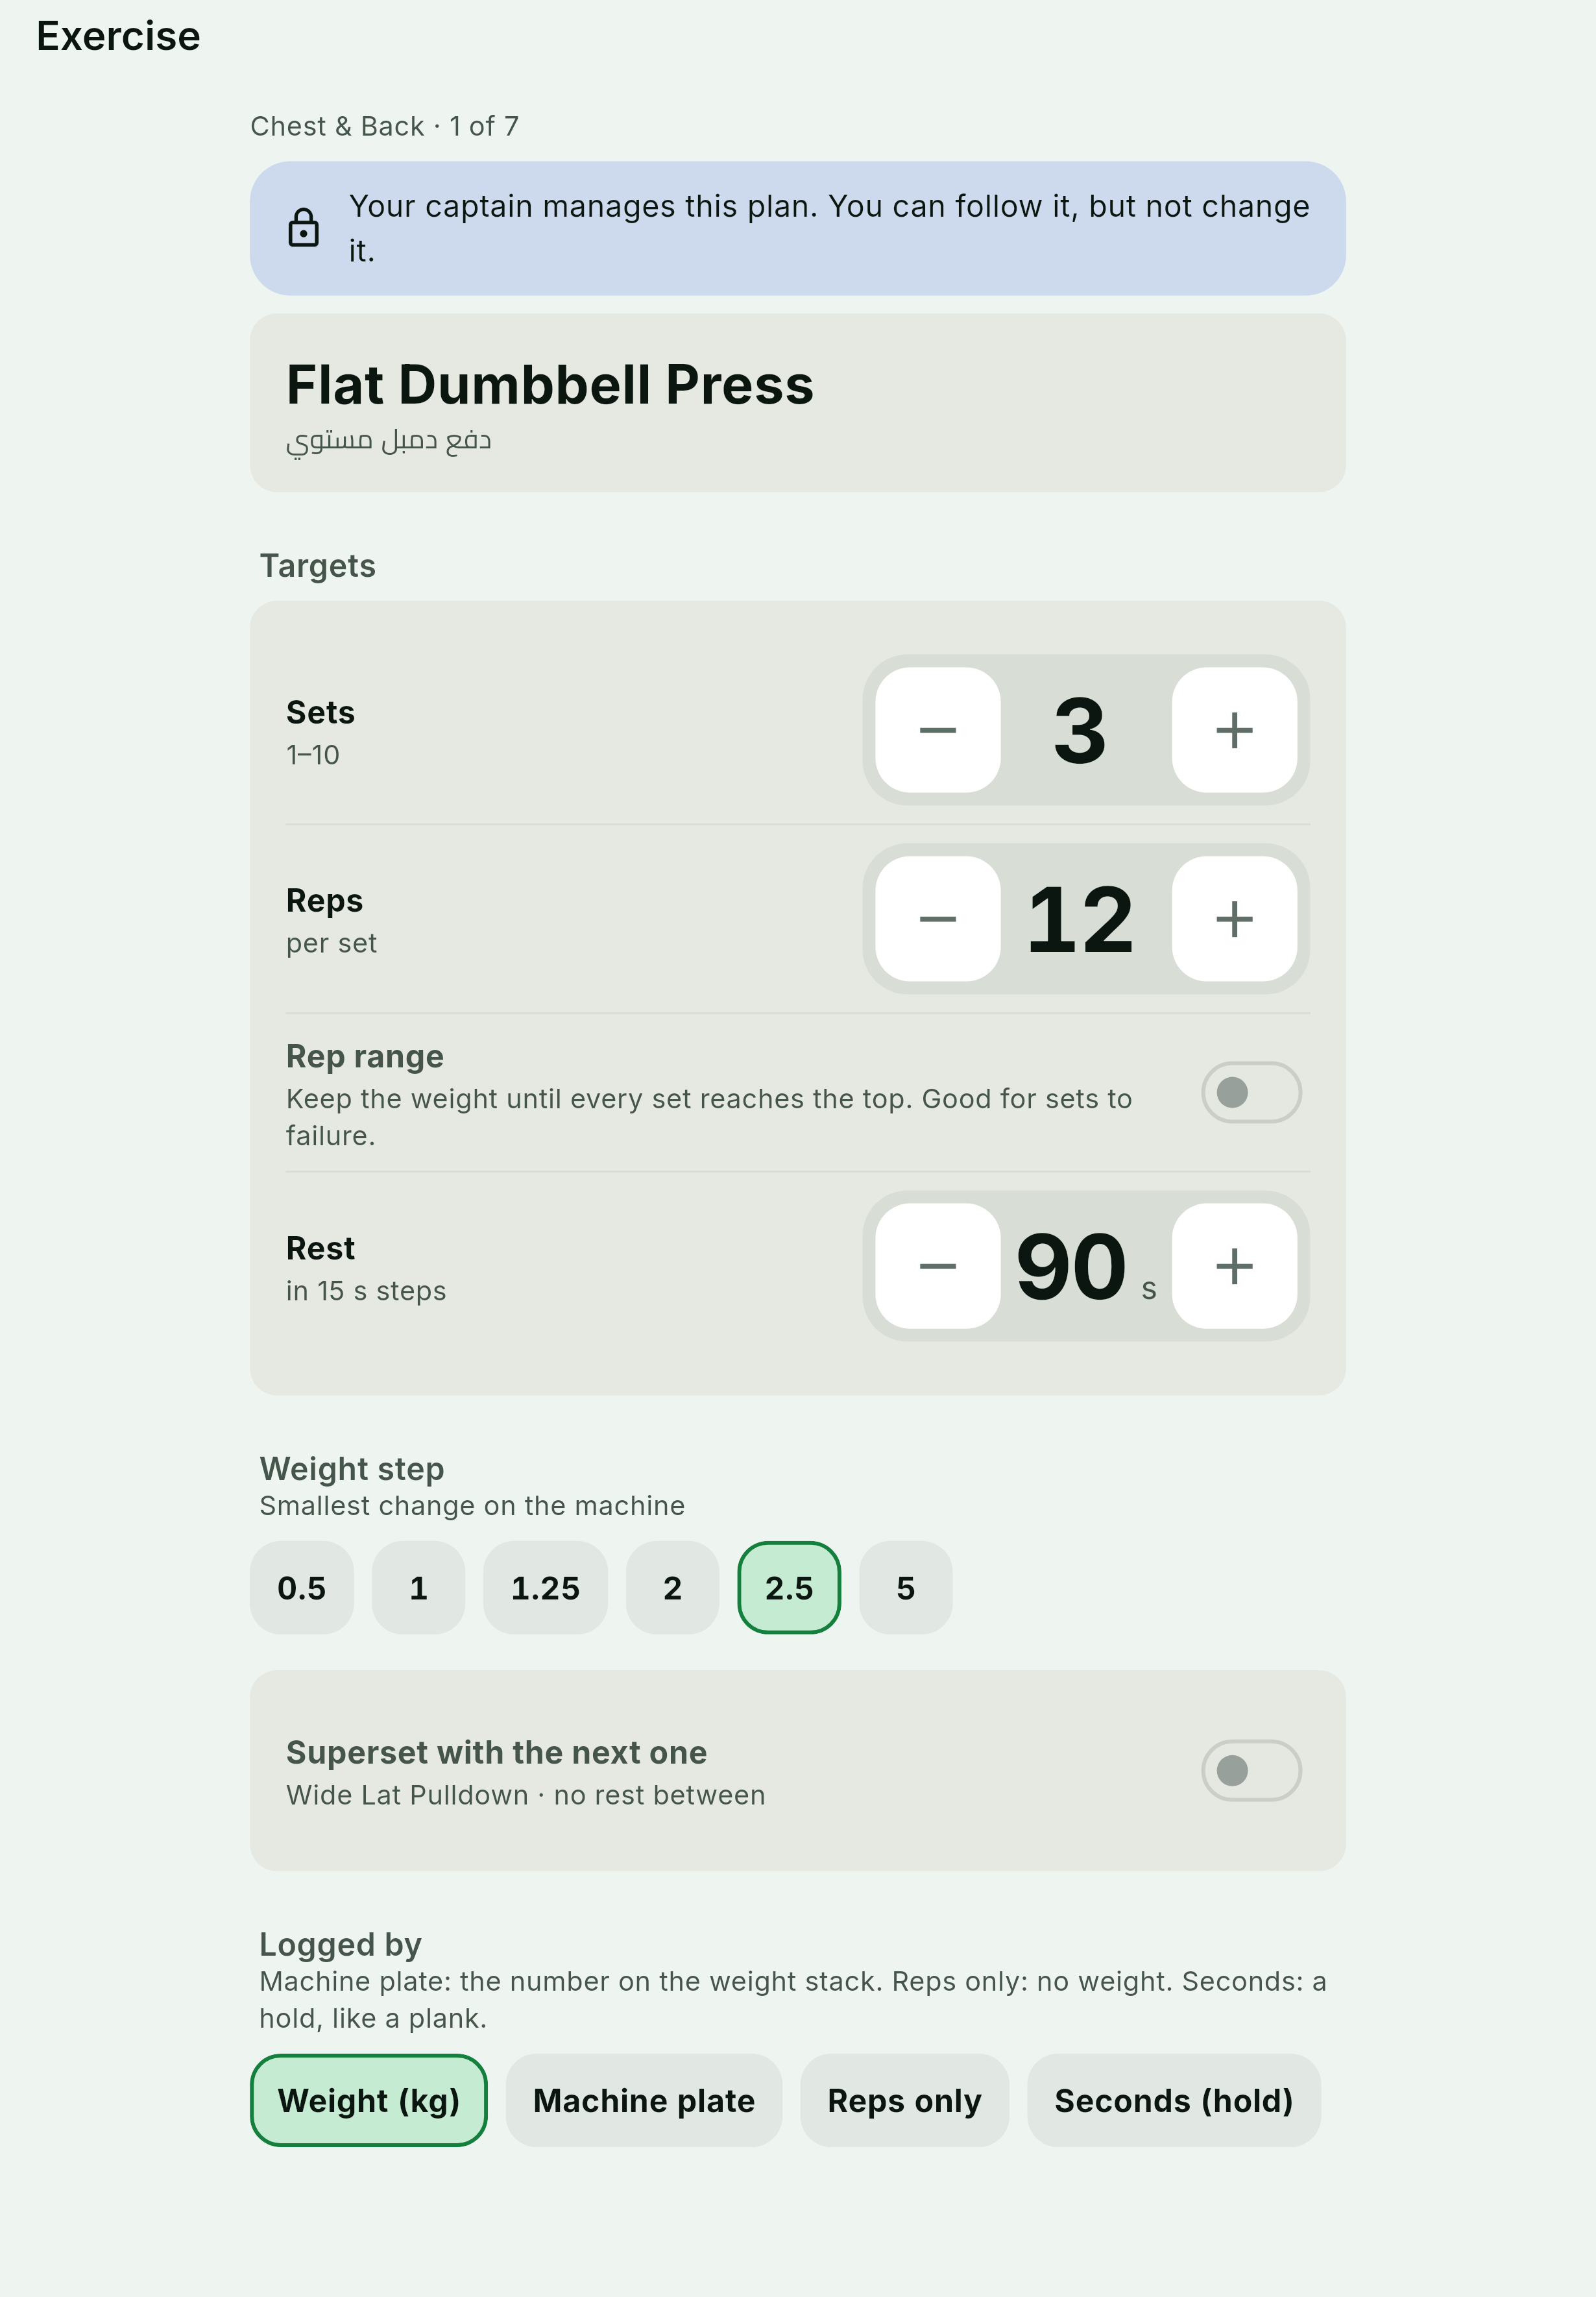 Exercise
Chest & Back · 1 of 7
Your captain manages this plan. You can follow it, but not change
it.
Flat Dumbbell Press
دفع دمبل مستوي
Targets
Sets
1–10
− 3 +
Reps
per set
− 12 +
Rep range
Keep the weight until every set reaches the top. Good for sets to
failure.
Rest
in 15 s steps
− 90 s +
Weight step
Smallest change on the machine
0.5 1 1.25 2 2.5 5
Superset with the next one
Wide Lat Pulldown · no rest between
Logged by
Machine plate: the number on the weight stack. Reps only: no weight. Seconds: a
hold, like a plank.
Weight (kg) Machine plate Reps only Seconds (hold)